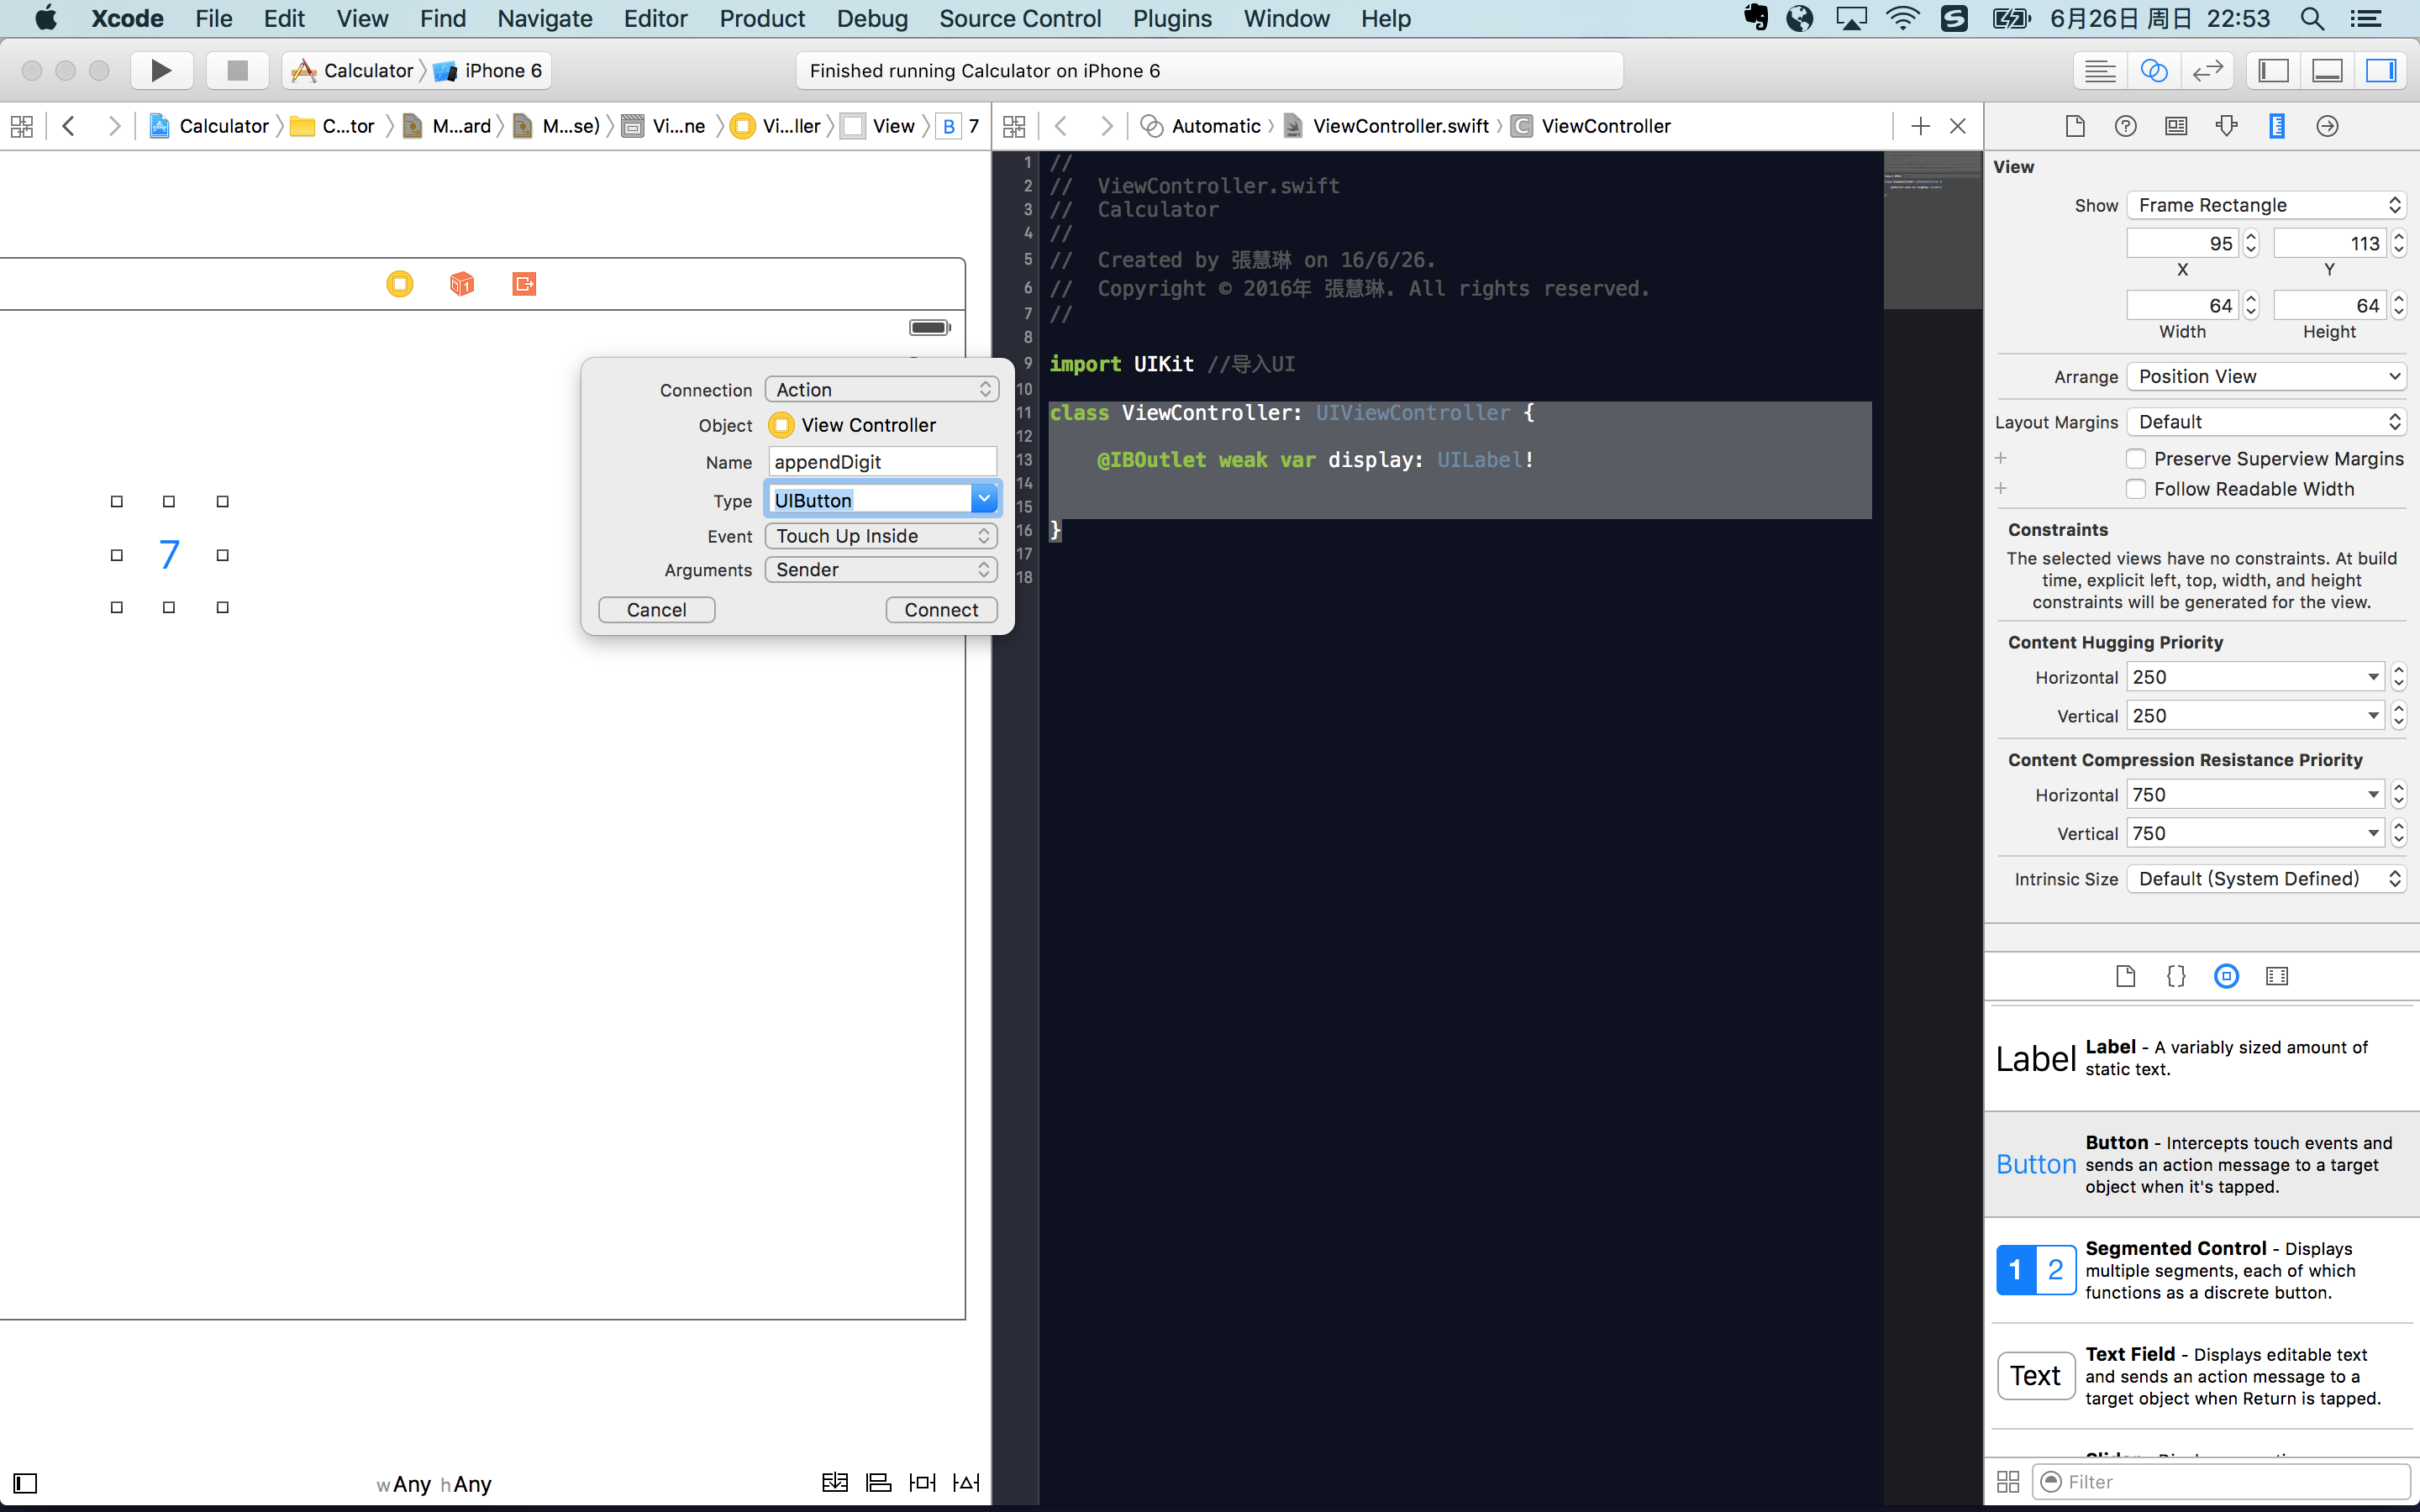 Xcode File Edit View Find Navigate Editor Product Debug Source Control Plugins Window Help 6月26日 周日 22:53
Calculator iPhone 6
Finished running Calculator on iPhone 6
Calculator C...tor M...ard M...se) Vi...ne Vi...ller View B 7
Automatic ViewController.swift C ViewController
1 //
2 // ViewController.swift
3 // Calculator
4 //
5 // Created by 張慧琳 on 16/6/26.
6 // Copyright © 2016年 張慧琳. All rights reserved.
7 //
8
9 import UIKit //导入UI
10
11 class ViewController: UIViewController {
12
13 @IBOutlet weak var display: UILabel!
14
15
16 }
17
18
7
Connection Action
Object View Controller
Name appendDigit
Type UIButton
Event Touch Up Inside
Arguments Sender
Cancel Connect
wAny hAny
View
Show Frame Rectangle
95 113
X Y
64 64
Width Height
Arrange Position View
Layout Margins Default
Preserve Superview Margins
Follow Readable Width
Constraints
The selected views have no constraints. At build
time, explicit left, top, width, and height
constraints will be generated for the view.
Content Hugging Priority
Horizontal 250
Vertical 250
Content Compression Resistance Priority
Horizontal 750
Vertical 750
Intrinsic Size Default (System Defined)
Label
Label - A variably sized amount of
static text.
Button
Button - Intercepts touch events and
sends an action message to a target
object when it's tapped.
1 2
Segmented Control - Displays
multiple segments, each of which
functions as a discrete button.
Text
Text Field - Displays editable text
and sends an action message to a
target object when Return is tapped.
Filter